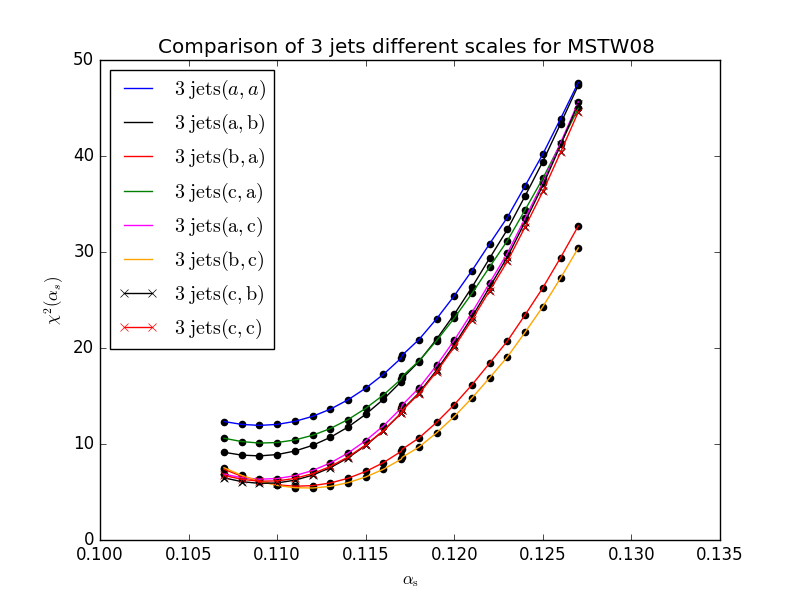 Comparison of 3 jets different scales for MSTW08
50
40
30
20
10
0
χ²(αₛ)
3 jets(a, a)
3 jets(a, b)
3 jets(b, a)
3 jets(c, a)
3 jets(a, c)
3 jets(b, c)
3 jets(c, b)
3 jets(c, c)
0.100 0.105 0.110 0.115 0.120 0.125 0.130 0.135
αₛ